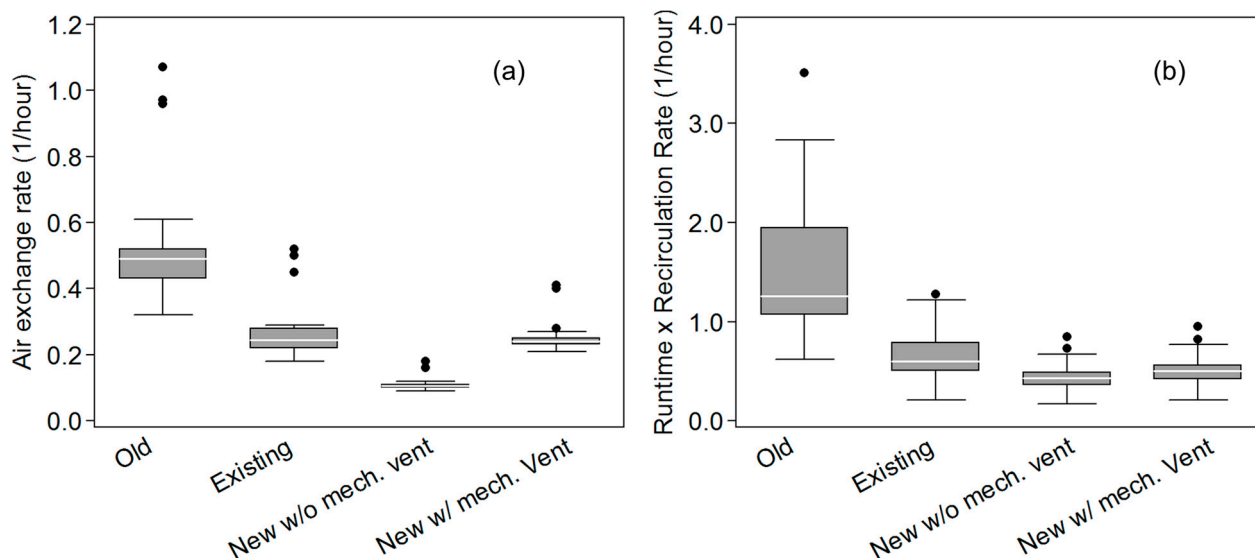 Air exchange rate (1/hour)
1.2
1.0
0.8
0.6
0.4
0.2
0.0
(a)
Old
Existing
New w/o mech. vent
New w/ mech. Vent
Runtime x Recirculation Rate (1/hour)
4.0
3.0
2.0
1.0
0.0
(b)
Old
Existing
New w/o mech. vent
New w/ mech. Vent